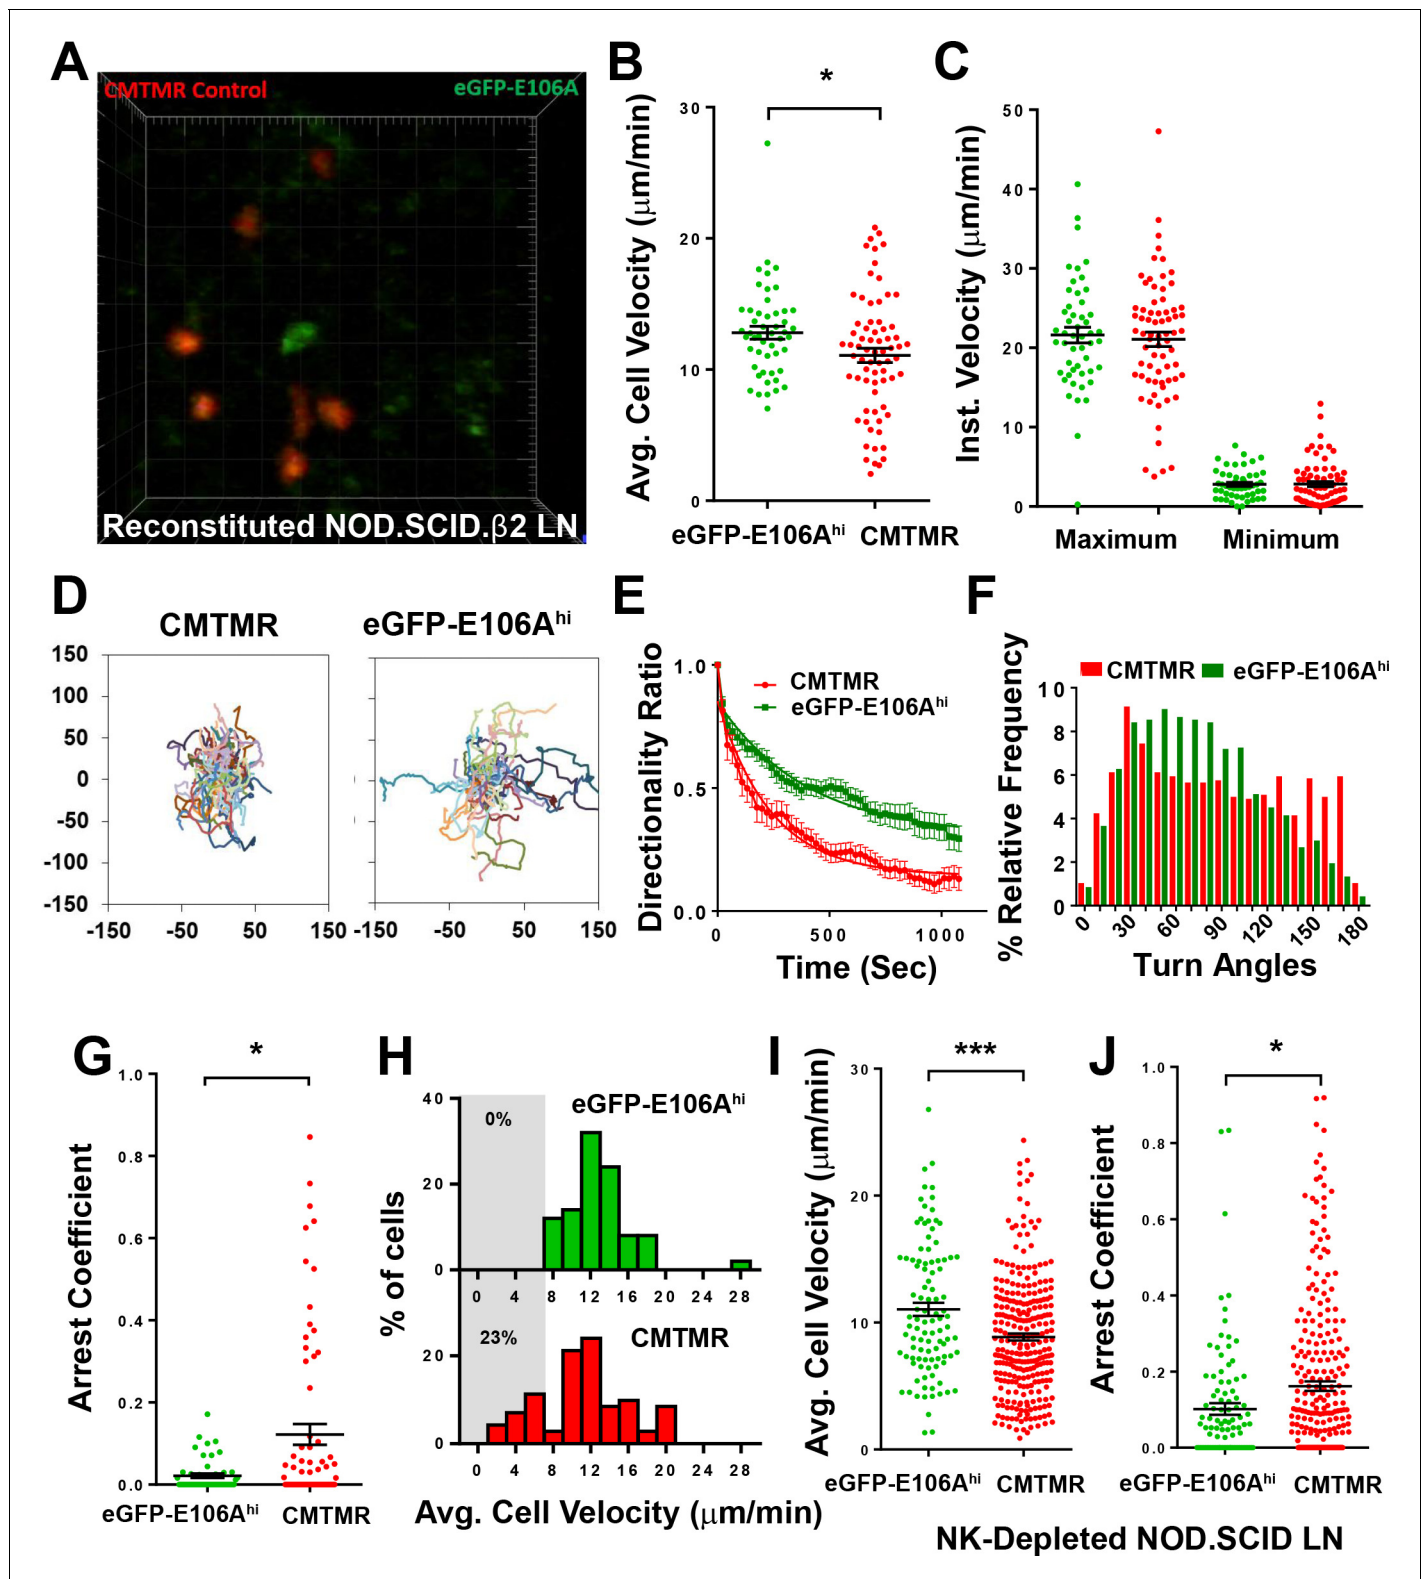 A
CMTMR Control
eGFP-E106A
Reconstituted NOD.SCID.β2 LN
B
*
Avg. Cell Velocity (μm/min)
30
20
10
0
eGFP-E106Ahi
CMTMR
C
Inst. Velocity (μm/min)
50
40
30
20
10
0
Maximum
Minimum
D
CMTMR
eGFP-E106Ahi
150
100
50
0
-50
-100
-150
-150
-50
50
150
-150
-50
50
150
E
Directionality Ratio
CMTMR
eGFP-E106Ahi
1.0
0.5
0.0
0
500
1000
Time (Sec)
F
CMTMR
eGFP-E106Ahi
% Relative Frequency
10
8
6
4
2
0
0
30
60
90
120
150
180
Turn Angles
G
*
Arrest Coefficient
1.0
0.8
0.6
0.4
0.2
0.0
eGFP-E106Ahi
CMTMR
H
% of cells
40
20
0
0%
eGFP-E106Ahi
0
4
8
12
16
20
24
28
20
0
23%
CMTMR
0
4
8
12
16
20
24
28
Avg. Cell Velocity (μm/min)
I
***
Avg. Cell Velocity (μm/min)
30
20
10
0
eGFP-E106Ahi
CMTMR
J
*
Arrest Coefficient
1.0
0.8
0.6
0.4
0.2
0.0
eGFP-E106Ahi
CMTMR
NK-Depleted NOD.SCID LN